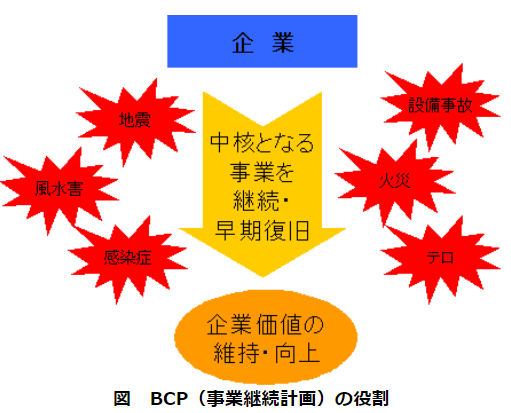 企 業
地震
設備事故
中核となる
事業を
継続・
早期復旧
風水害
火災
感染症
テロ
企業価値の
維持・向上
図　BCP（事業継続計画）の役割